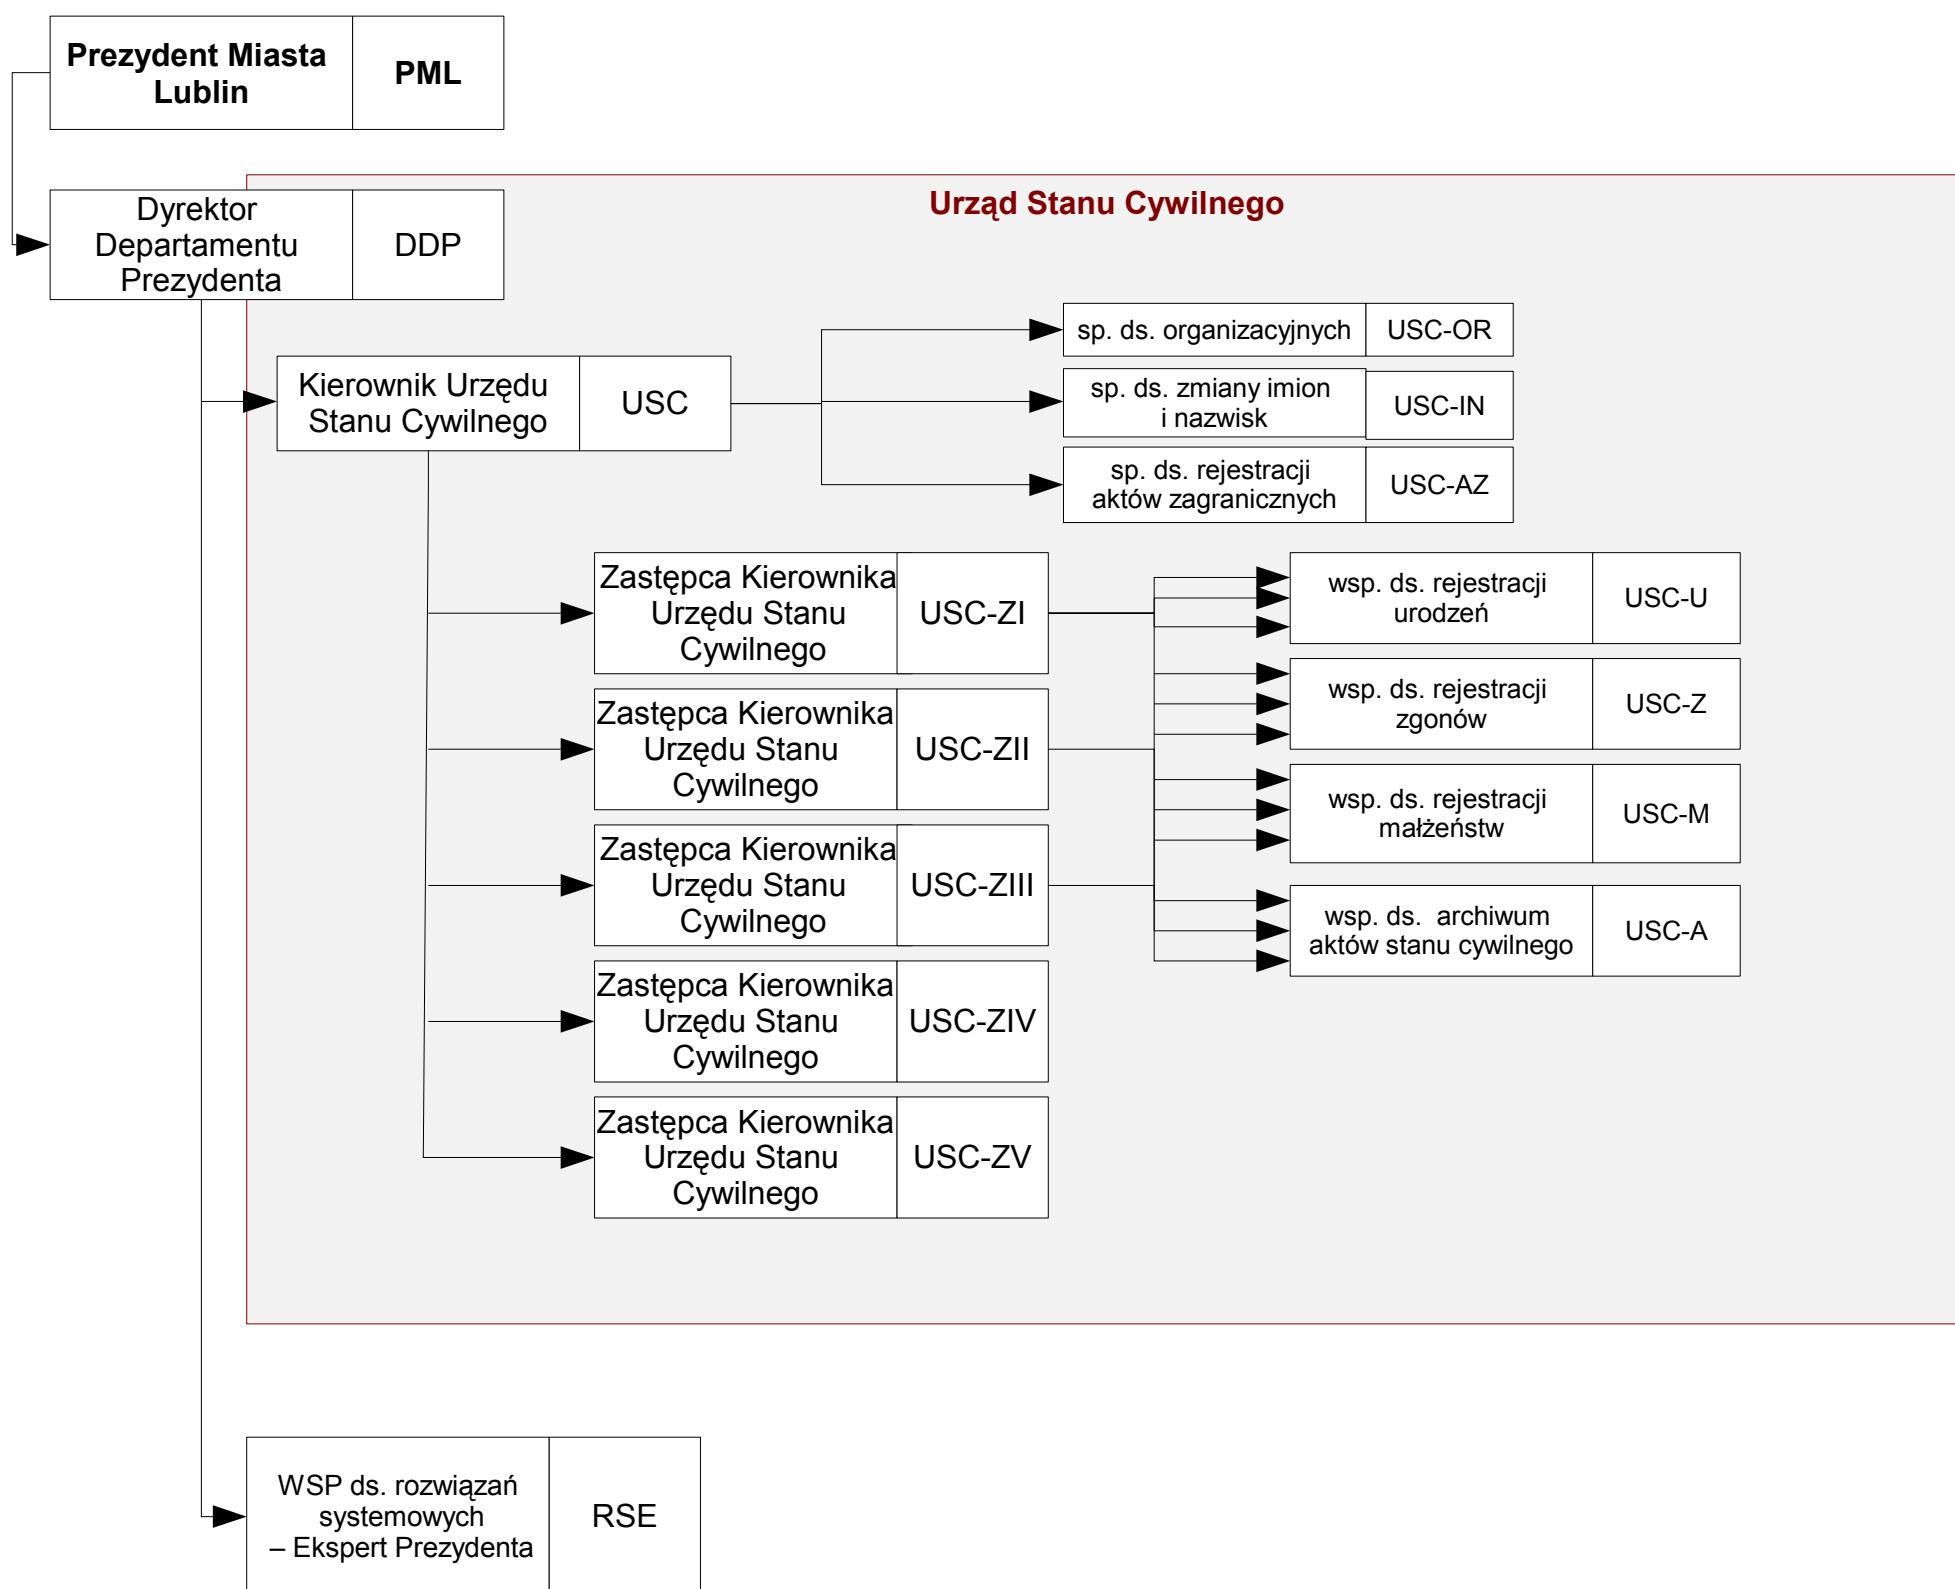 Prezydent Miasta
Lublin
PML
Urząd Stanu Cywilnego
Dyrektor
Departamentu
Prezydenta
DDP
sp. ds. organizacyjnych
USC-OR
Kierownik Urzędu
Stanu Cywilnego
USC
sp. ds. zmiany imion
i nazwisk
USC-IN
sp. ds. rejestracji
aktów zagranicznych
USC-AZ
Zastępca Kierownika
Urzędu Stanu
Cywilnego
USC-ZI
wsp. ds. rejestracji
urodzeń
USC-U
Zastępca Kierownika
Urzędu Stanu
Cywilnego
USC-ZII
wsp. ds. rejestracji
zgonów
USC-Z
wsp. ds. rejestracji
małżeństw
USC-M
Zastępca Kierownika
Urzędu Stanu
Cywilnego
USC-ZIII
wsp. ds.  archiwum
aktów stanu cywilnego
USC-A
Zastępca Kierownika
Urzędu Stanu
Cywilnego
USC-ZIV
Zastępca Kierownika
Urzędu Stanu
Cywilnego
USC-ZV
WSP ds. rozwiązań
systemowych
– Ekspert Prezydenta
RSE